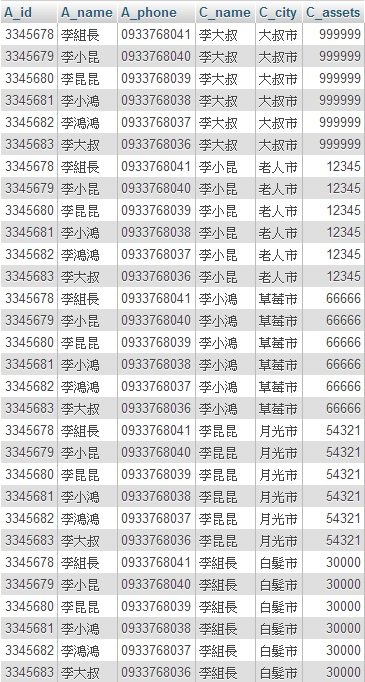 A_id A_name A_phone C_name C_city C_assets
3345678 李組長 0933768041 李大叔 大叔市 999999
3345679 李小昆 0933768040 李大叔 大叔市 999999
3345680 李昆昆 0933768039 李大叔 大叔市 999999
3345681 李小鴻 0933768038 李大叔 大叔市 999999
3345682 李鴻鴻 0933768037 李大叔 大叔市 999999
3345683 李大叔 0933768036 李大叔 大叔市 999999
3345678 李組長 0933768041 李小昆 老人市 12345
3345679 李小昆 0933768040 李小昆 老人市 12345
3345680 李昆昆 0933768039 李小昆 老人市 12345
3345681 李小鴻 0933768038 李小昆 老人市 12345
3345682 李鴻鴻 0933768037 李小昆 老人市 12345
3345683 李大叔 0933768036 李小昆 老人市 12345
3345678 李組長 0933768041 李小鴻 草莓市 66666
3345679 李小昆 0933768040 李小鴻 草莓市 66666
3345680 李昆昆 0933768039 李小鴻 草莓市 66666
3345681 李小鴻 0933768038 李小鴻 草莓市 66666
3345682 李鴻鴻 0933768037 李小鴻 草莓市 66666
3345683 李大叔 0933768036 李小鴻 草莓市 66666
3345678 李組長 0933768041 李昆昆 月光市 54321
3345679 李小昆 0933768040 李昆昆 月光市 54321
3345680 李昆昆 0933768039 李昆昆 月光市 54321
3345681 李小鴻 0933768038 李昆昆 月光市 54321
3345682 李鴻鴻 0933768037 李昆昆 月光市 54321
3345683 李大叔 0933768036 李昆昆 月光市 54321
3345678 李組長 0933768041 李組長 白髮市 30000
3345679 李小昆 0933768040 李組長 白髮市 30000
3345680 李昆昆 0933768039 李組長 白髮市 30000
3345681 李小鴻 0933768038 李組長 白髮市 30000
3345682 李鴻鴻 0933768037 李組長 白髮市 30000
3345683 李大叔 0933768036 李組長 白髮市 30000